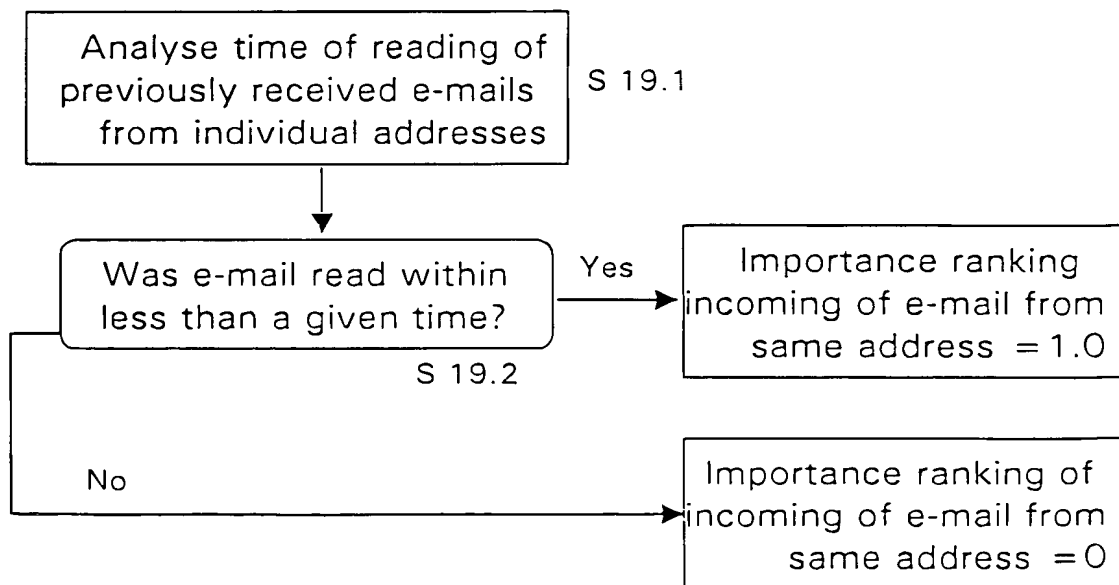 Analyse time of reading of
previously received e-mails
from individual addresses
S 19.1
Was e-mail read within
less than a given time?
S 19.2
Yes
Importance ranking
incoming of e-mail from
same address = 1.0
No
Importance ranking of
incoming of e-mail from
same address = 0